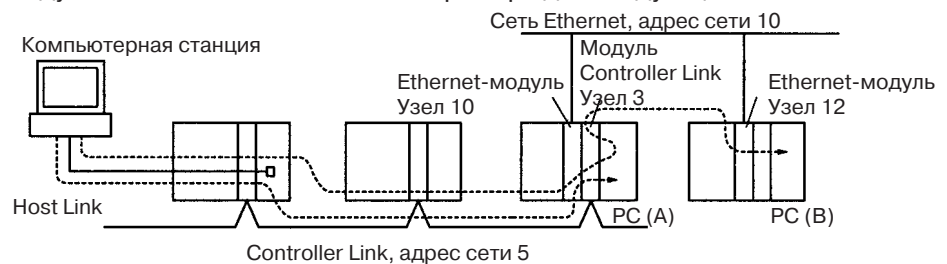 Сеть Ethernet, адрес сети 10
Компьютерная станция
Модуль
Controller Link
Узел 3
Ethernet-модуль
Узел 10
Ethernet-модуль
Узел 12
Host Link
PC (A)
PC (B)
Controller Link, адрес сети 5